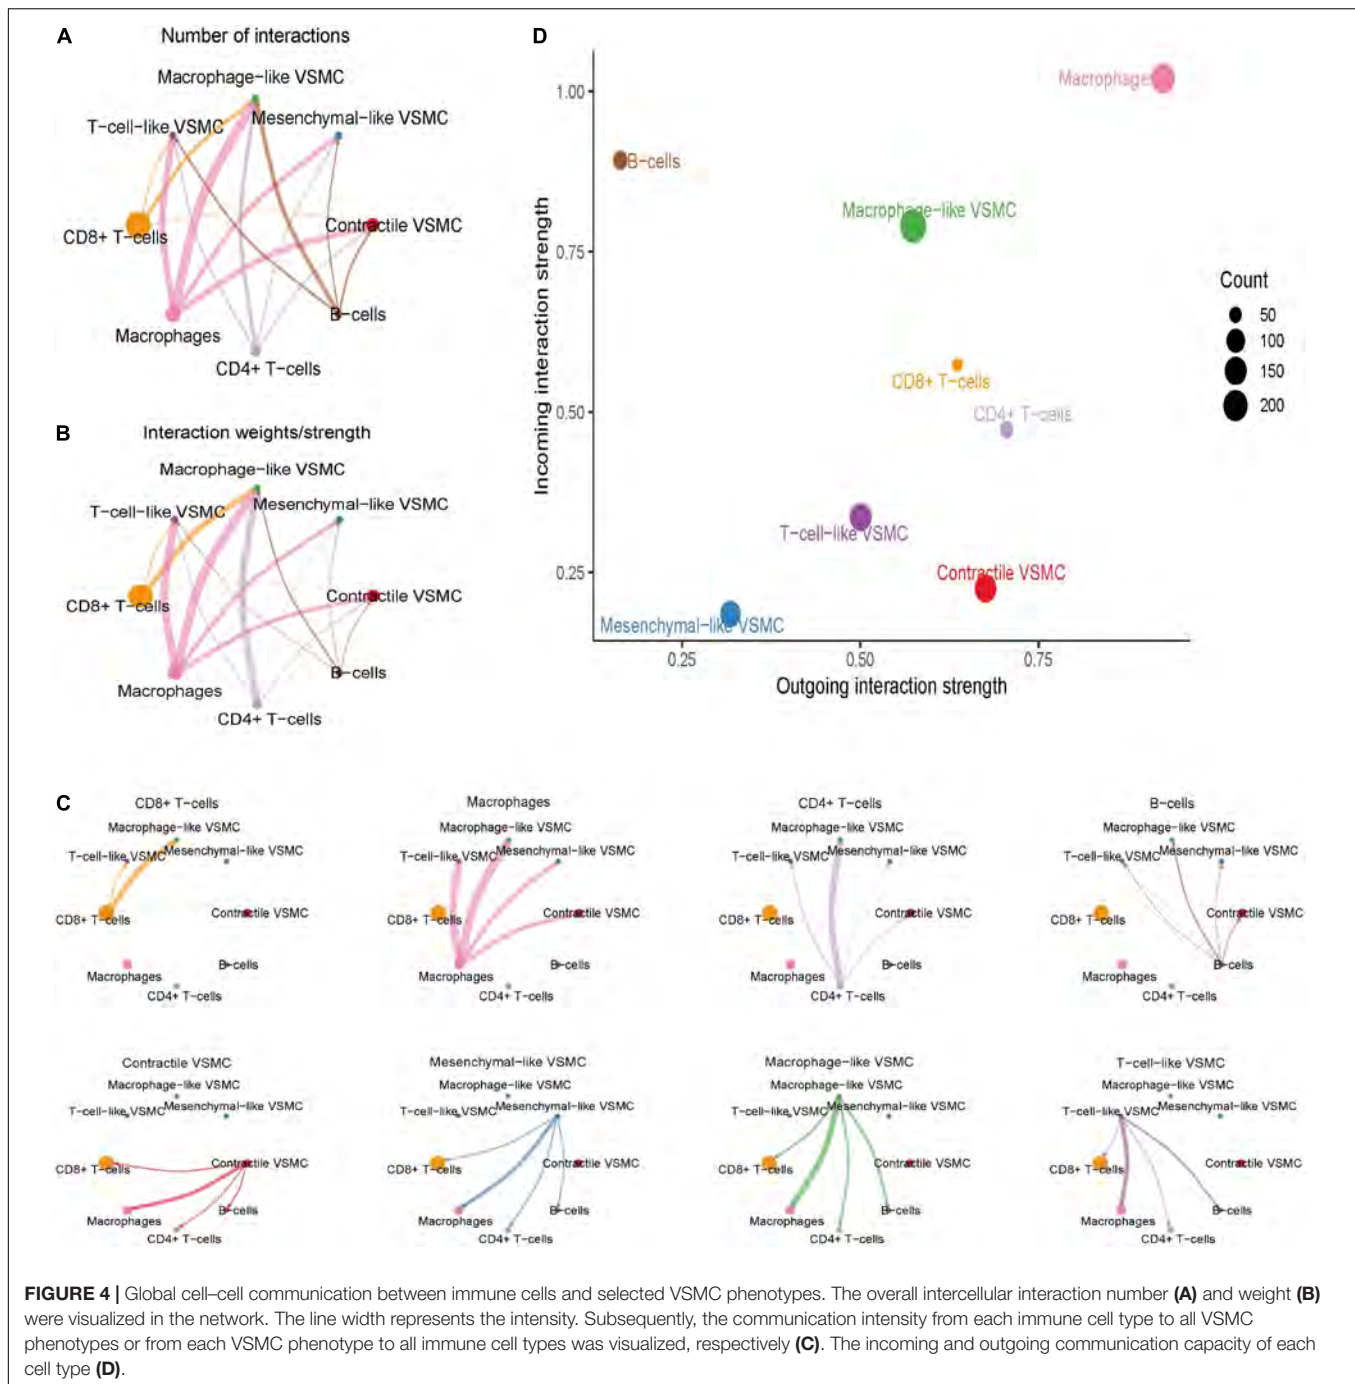 A
Number of interactions
Macrophage-like VSMC
T-cell-like VSMC
Mesenchymal-like VSMC
CD8+ T-cells
Contractile VSMC
Macrophages
B-cells
CD4+ T-cells
B
Interaction weights/strength
Macrophage-like VSMC
T-cell-like VSMC
Mesenchymal-like VSMC
CD8+ T-cells
Contractile VSMC
Macrophages
B-cells
CD4+ T-cells
D
Incoming interaction strength
1.00
0.75
0.50
0.25
Macrophages
B-cells
Macrophage-like VSMC
CD8+ T-cells
CD4+ T-cells
T-cell-like VSMC
Contractile VSMC
Mesenchymal-like VSMC
0.25 0.50 0.75
Outgoing interaction strength
Count
50
100
150
200
C
CD8+ T-cells
Macrophage-like VSMC
T-cell-like VSMC
Mesenchymal-like VSMC
CD8+ T-cells
Contractile VSMC
Macrophages
B-cells
CD4+ T-cells
Macrophages
Macrophage-like VSMC
T-cell-like VSMC
Mesenchymal-like VSMC
CD8+ T-cells
Contractile VSMC
Macrophages
B-cells
CD4+ T-cells
CD4+ T-cells
Macrophage-like VSMC
T-cell-like VSMC
Mesenchymal-like VSMC
CD8+ T-cells
Contractile VSMC
Macrophages
B-cells
CD4+ T-cells
B-cells
Macrophage-like VSMC
T-cell-like VSMC
Mesenchymal-like VSMC
CD8+ T-cells
Contractile VSMC
Macrophages
B-cells
CD4+ T-cells
Contractile VSMC
Macrophage-like VSMC
T-cell-like VSMC
Mesenchymal-like VSMC
CD8+ T-cells
Contractile VSMC
Macrophages
B-cells
CD4+ T-cells
Mesenchymal-like VSMC
Macrophage-like VSMC
T-cell-like VSMC
Mesenchymal-like VSMC
CD8+ T-cells
Contractile VSMC
Macrophages
B-cells
CD4+ T-cells
Macrophage-like VSMC
Macrophage-like VSMC
T-cell-like VSMC
Mesenchymal-like VSMC
CD8+ T-cells
Contractile VSMC
Macrophages
B-cells
CD4+ T-cells
T-cell-like VSMC
Macrophage-like VSMC
T-cell-like VSMC
Mesenchymal-like VSMC
CD8+ T-cells
Contractile VSMC
Macrophages
B-cells
CD4+ T-cells
FIGURE 4 | Global cell–cell communication between immune cells and selected VSMC phenotypes. The overall intercellular interaction number (A) and weight (B)
were visualized in the network. The line width represents the intensity. Subsequently, the communication intensity from each immune cell type to all VSMC
phenotypes or from each VSMC phenotype to all immune cell types was visualized, respectively (C). The incoming and outgoing communication capacity of each
cell type (D).